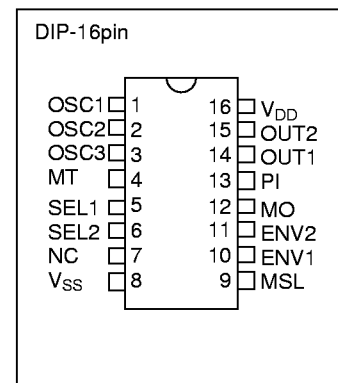 DIP-16pin
OSC1 1 16 VDD
OSC2 2 15 OUT2
OSC3 3 14 OUT1
MT 4 13 PI
SEL1 5 12 MO
SEL2 6 11 ENV2
NC 7 10 ENV1
VSS 8 9 MSL